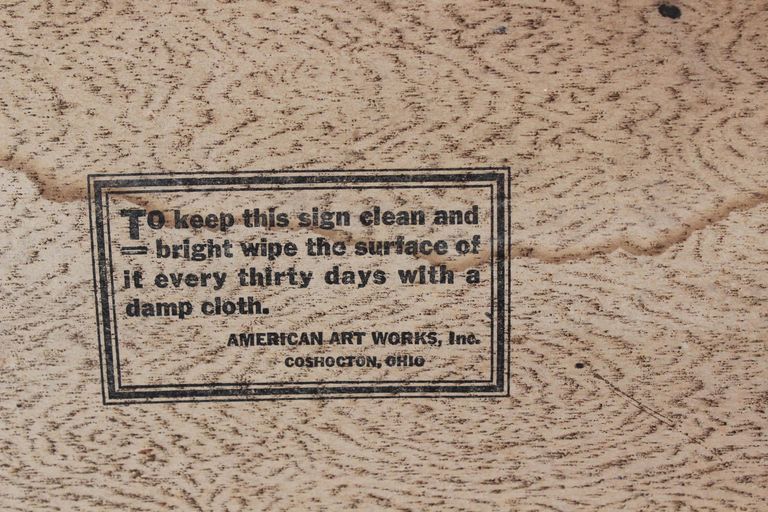 To keep this sign clean and
bright wipe the surface of
it every thirty days with a
damp cloth.
AMERICAN ART WORKS, Inc.
COSHOCTON, OHIO